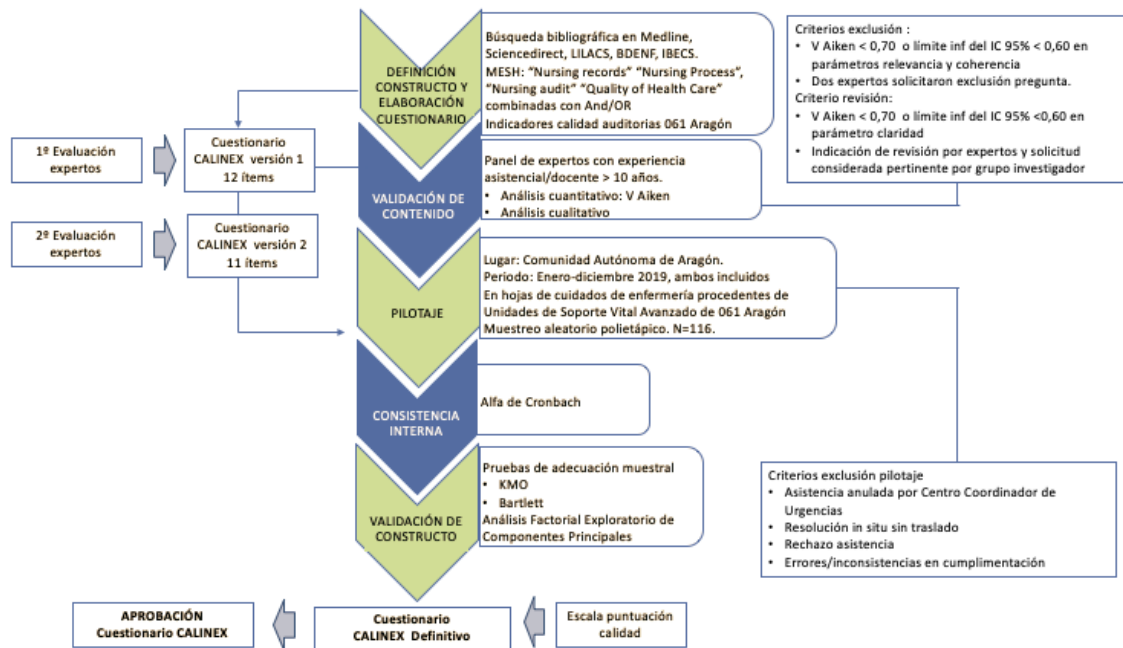 DEFINICIÓN
CONSTRUCTO Y
ELABORACIÓN
CUESTIONARIO
Búsqueda bibliográfica en Medline,
Sciencedirect, LILACS, BDENF, IBECS.
MESH: “Nursing records” “Nursing Process”,
“Nursing audit” “Quality of Health Care”
combinadas con And/OR
Indicadores calidad auditorias 061 Aragón
Criterios exclusión :
• V Aiken < 0,70 o límite inf del IC 95% < 0,60 en
parámetros relevancia y coherencia
• Dos expertos solicitaron exclusión pregunta.
Criterio revisión:
• V Aiken < 0,70 o límite inf del IC 95% <0,60 en
parámetro claridad
• Indicación de revisión por expertos y solicitud
considerada pertinente por grupo investigador
1º Evaluación
expertos
Cuestionario
CALINEX versión 1
12 ítems
VALIDACIÓN DE
CONTENIDO
Panel de expertos con experiencia
asistencial/docente > 10 años.
• Análisis cuantitativo: V Aiken
• Análisis cualitativo
2º Evaluación
expertos
Cuestionario
CALINEX versión 2
11 ítems
PILOTAJE
Lugar: Comunidad Autónoma de Aragón.
Periodo: Enero-diciembre 2019, ambos incluidos
En hojas de cuidados de enfermería procedentes de
Unidades de Soporte Vital Avanzado de 061 Aragón
Muestreo aleatorio polietápico. N=116.
CONSISTENCIA
INTERNA
Alfa de Cronbach
VALIDACIÓN DE
CONSTRUCTO
Pruebas de adecuación muestral
• KMO
• Bartlett
Análisis Factorial Exploratorio de
Componentes Principales
Criterios exclusión pilotaje
• Asistencia anulada por Centro Coordinador de
Urgencias
• Resolución in situ sin traslado
• Rechazo asistencia
• Errores/inconsistencias en cumplimentación
APROBACIÓN
Cuestionario CALINEX
Cuestionario
CALINEX Definitivo
Escala puntuación
calidad